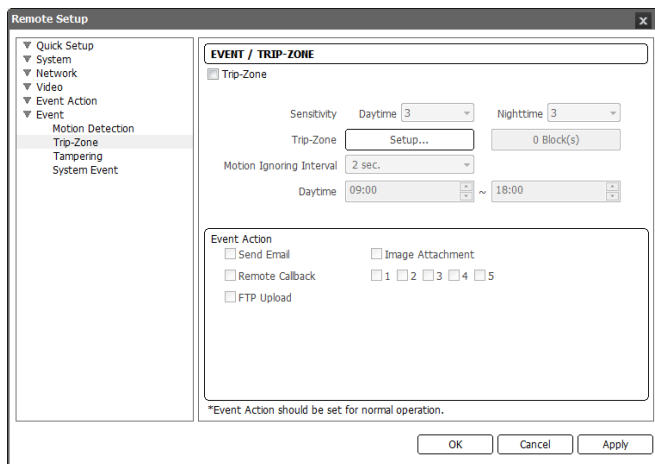 Remote Setup
x
Quick Setup
System
Network
Video
Event Action
Event
Motion Detection
Trip-Zone
Tampering
System Event
EVENT / TRIP-ZONE
Trip-Zone
Sensitivity Daytime 3 Nighttime 3
Trip-Zone Setup... 0 Block(s)
Motion Ignoring Interval 2 sec.
Daytime 09:00 ~ 18:00
Event Action
Send Email Image Attachment
Remote Callback 1 2 3 4 5
FTP Upload
*Event Action should be set for normal operation.
OK Cancel Apply